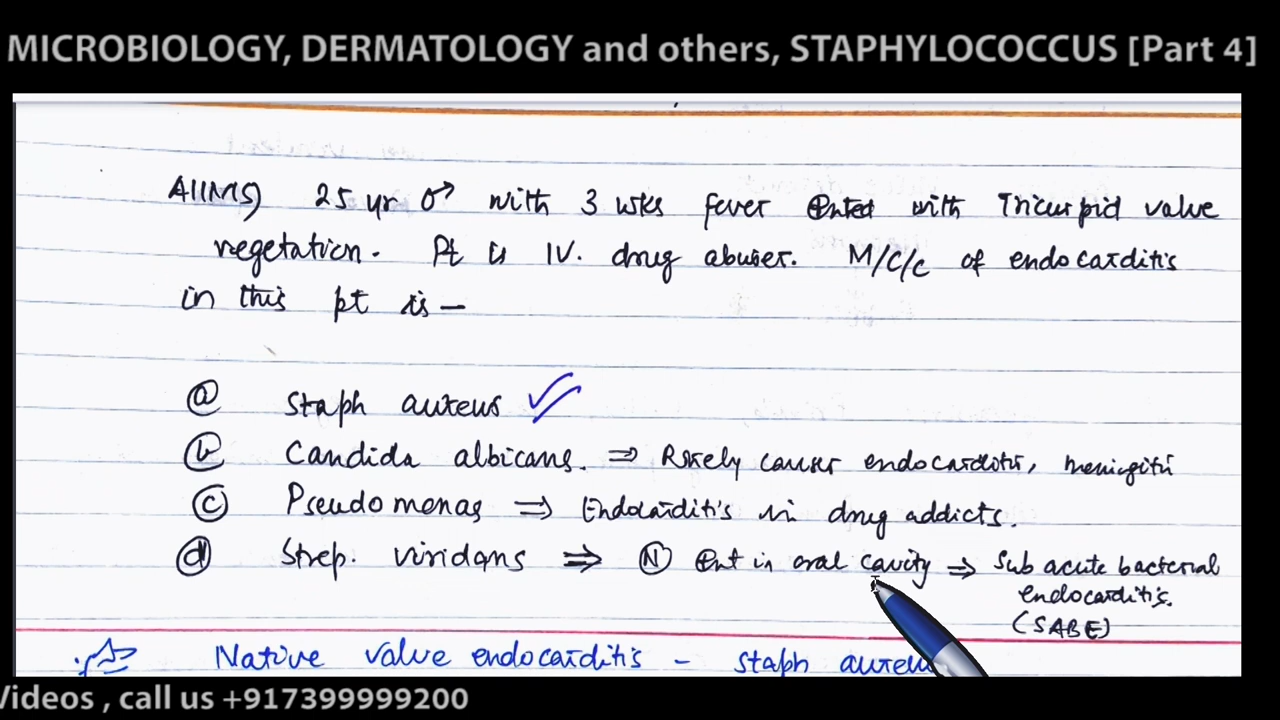 MICROBIOLOGY, DERMATOLOGY and others, STAPHYLOCOCCUS [Part 4]
AIIMS) 25 yr ♂ with 3 wks fever with Tricuspid valve
vegetation. Pt is IV. drug abuser. M/C/C of endocarditis
in this pt is —
(a) Staph aureus ✓✓
(b) Candida albicans. ⇒ Rarely causes endocarditis, meningitis
(c) Pseudomonas ⇒ Endocarditis in drug addicts.
(d) Strep. viridans ⇒ (N) Pnt in oral cavity ⇒ Sub acute bacterial
endocarditis.
(SABE)
Native valve endocarditis - Staph aureu
Videos , call us +917399999200